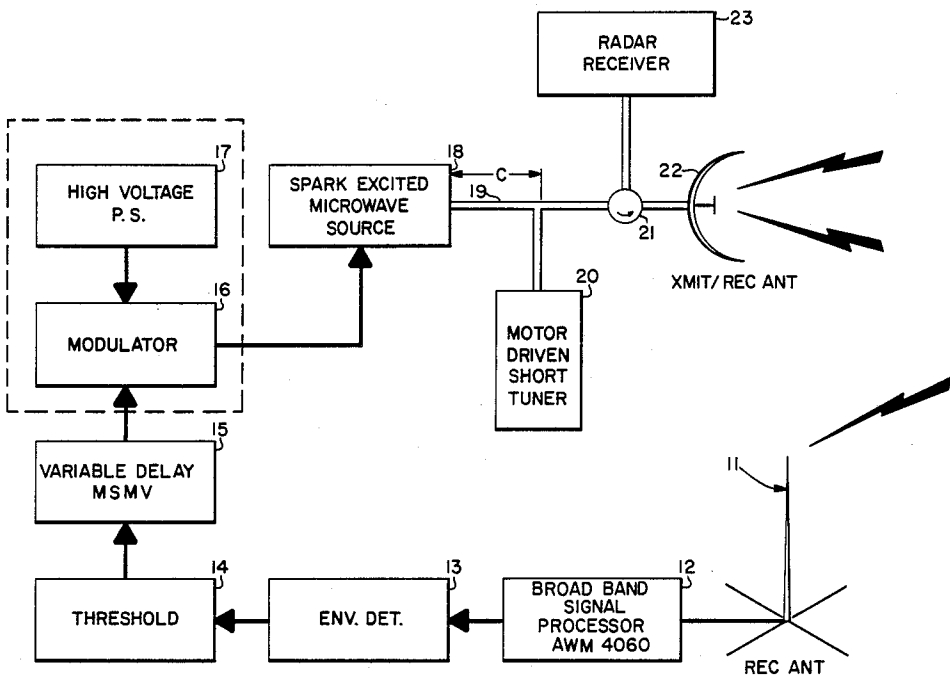 23
RADAR
RECEIVER
17
HIGH VOLTAGE
P.S.
18
SPARK EXCITED
MICROWAVE
SOURCE
C
19
22
21
XMIT/REC ANT
16
MODULATOR
20
MOTOR
DRIVEN
SHORT
TUNER
15
VARIABLE DELAY
MSMV
11
14
THRESHOLD
13
ENV. DET.
12
BROAD BAND
SIGNAL
PROCESSOR
AWM 4060
REC ANT